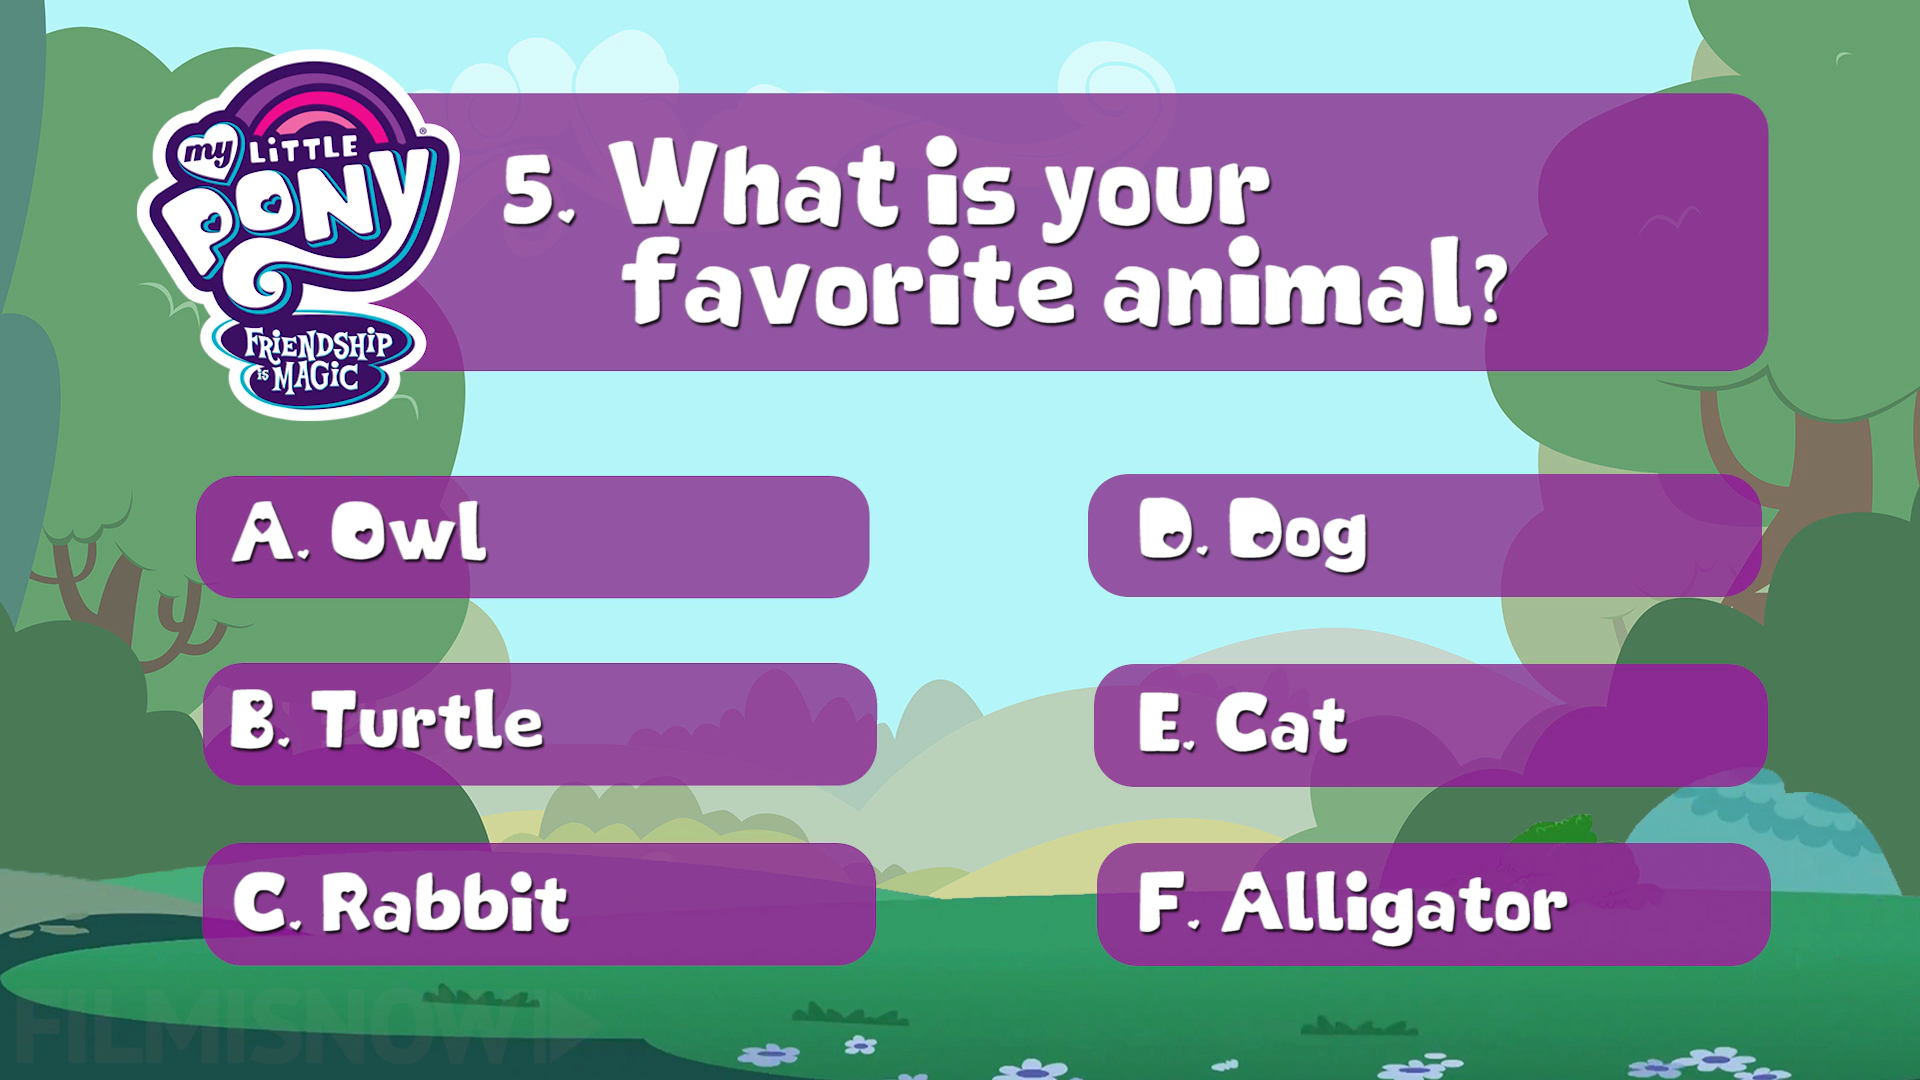 my LiTTLE
PONY
®
FRiENDSHiP
is MAGiC
5. What is your
favorite animal?
A. Owl
D. Dog
B. Turtle
E. Cat
C. Rabbit
F. Alligator
FILMISNOW